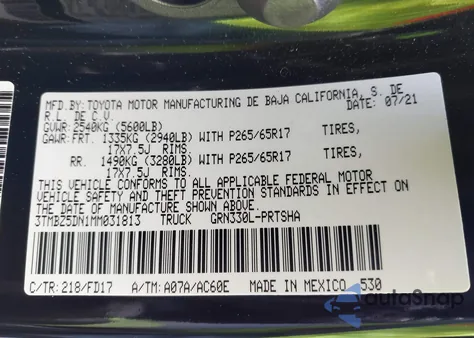 MFD.BY: TOYOTA MOTOR MANUFACTURING DE BAJA CALIFORNIA, S. DE
R.L. DE C.V. DATE: 07/21
GVWR: 2540KG (5600LB)
GAWR: FRT. 1335KG (2940LB) WITH P265/65R17 TIRES,
17X7.5J RIMS.
RR. 1490KG (3280LB) WITH P265/65R17 TIRES,
17X7.5J RIMS.
THIS VEHICLE CONFORMS TO ALL APPLICABLE FEDERAL MOTOR
VEHICLE SAFETY AND THEFT PREVENTION STANDARDS IN EFFECT ON
THE DATE OF MANUFACTURE SHOWN ABOVE.
3TMBZ5DN1MM031813 TRUCK GRN330L-PRTSHA
C/TR: 218/FD17 A/TM: A07A/AC60E MADE IN MEXICO 530
autoSnap